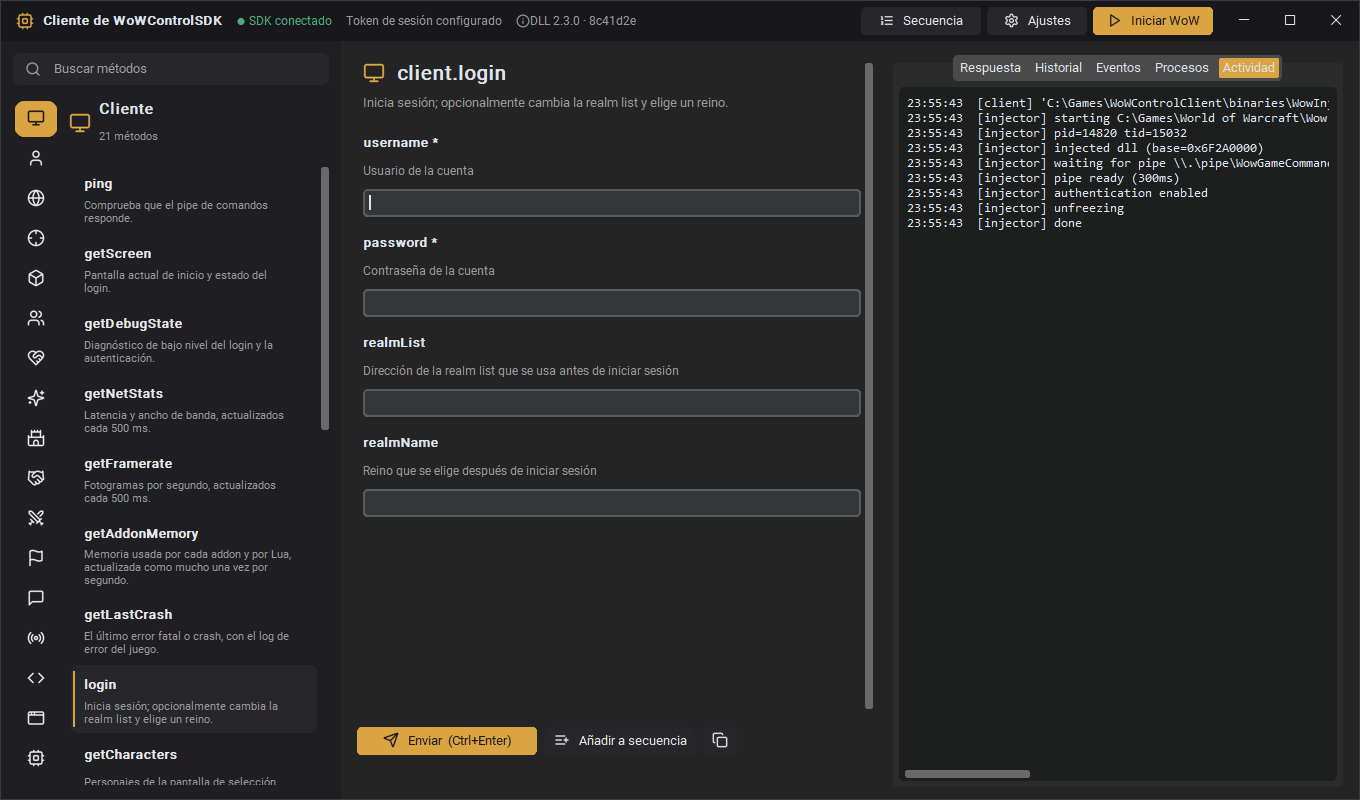 Cliente de WoWControlSDK
SDK conectado
Token de sesión configurado
DLL 2.3.0 · 8c41d2e
Secuencia
Ajustes
Iniciar WoW
Buscar métodos
Cliente
21 métodos
ping
Comprueba que el pipe de comandos
responde.
getScreen
Pantalla actual de inicio y estado del
login.
getDebugState
Diagnóstico de bajo nivel del login y la
autenticación.
getNetStats
Latencia y ancho de banda, actualizados
cada 500 ms.
getFramerate
Fotogramas por segundo, actualizados
cada 500 ms.
getAddonMemory
Memoria usada por cada addon y por Lua,
actualizada como mucho una vez por
segundo.
getLastCrash
El último error fatal o crash, con el log de
error del juego.
login
Inicia sesión; opcionalmente cambia la
realm list y elige un reino.
getCharacters
Personajes de la pantalla de selección
client.login
Inicia sesión; opcionalmente cambia la realm list y elige un reino.
username *
Usuario de la cuenta
password *
Contraseña de la cuenta
realmList
Dirección de la realm list que se usa antes de iniciar sesión
realmName
Reino que se elige después de iniciar sesión
Enviar (Ctrl+Enter)
Añadir a secuencia
Respuesta
Historial
Eventos
Procesos
Actividad
23:55:43 [client] 'C:\Games\WoWControlClient\binaries\WowInj
23:55:43 [injector] starting C:\Games\World of Warcraft\Wow
23:55:43 [injector] pid=14820 tid=15032
23:55:43 [injector] injected dll (base=0x6F2A0000)
23:55:43 [injector] waiting for pipe \\.\pipe\WowGameComman
23:55:43 [injector] pipe ready (300ms)
23:55:43 [injector] authentication enabled
23:55:43 [injector] unfreezing
23:55:43 [injector] done